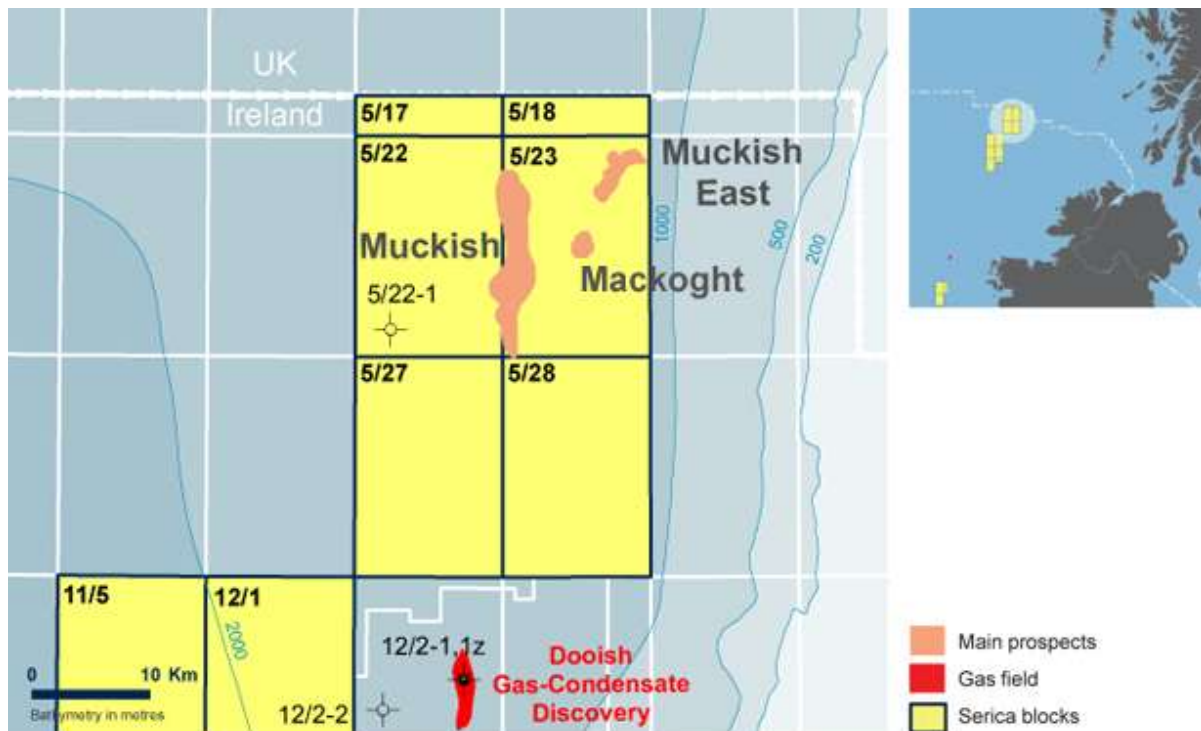 UK
Ireland
5/17
5/18
5/22
5/23
Muckish
East
Muckish
Mackoght
5/22-1
1000
500
200
5/27
5/28
11/5
12/1
2000
12/2-1,1z
Dooish
Gas-Condensate
Discovery
12/2-2
0 10 Km
Bathymetry in metres
Main prospects
Gas field
Serica blocks